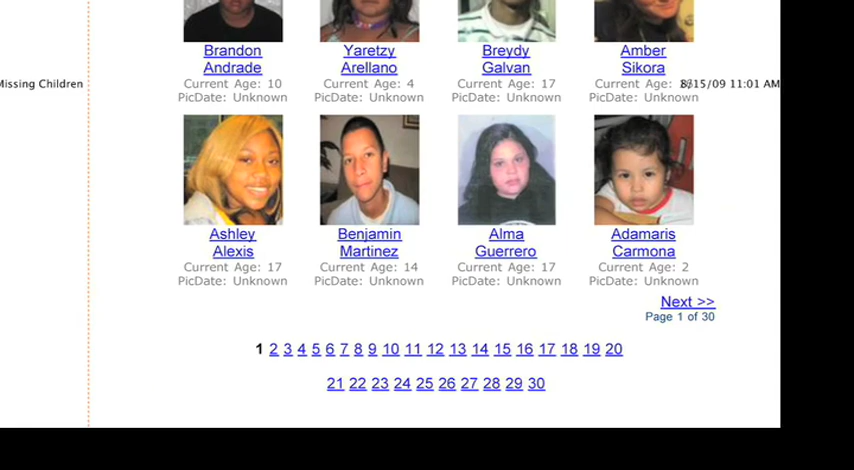 Brandon Yaretzy Breydy Amber
Andrade Arellano Galvan Sikora
Missing Children Current Age: 10 Current Age: 4 Current Age: 17 Current Age: 8/15/09 11:01 AM
PicDate: Unknown PicDate: Unknown PicDate: Unknown PicDate: Unknown
Ashley Benjamin Alma Adamaris
Alexis Martinez Guerrero Carmona
Current Age: 17 Current Age: 14 Current Age: 17 Current Age: 2
PicDate: Unknown PicDate: Unknown PicDate: Unknown PicDate: Unknown
Next >>
Page 1 of 30
1 2 3 4 5 6 7 8 9 10 11 12 13 14 15 16 17 18 19 20
21 22 23 24 25 26 27 28 29 30